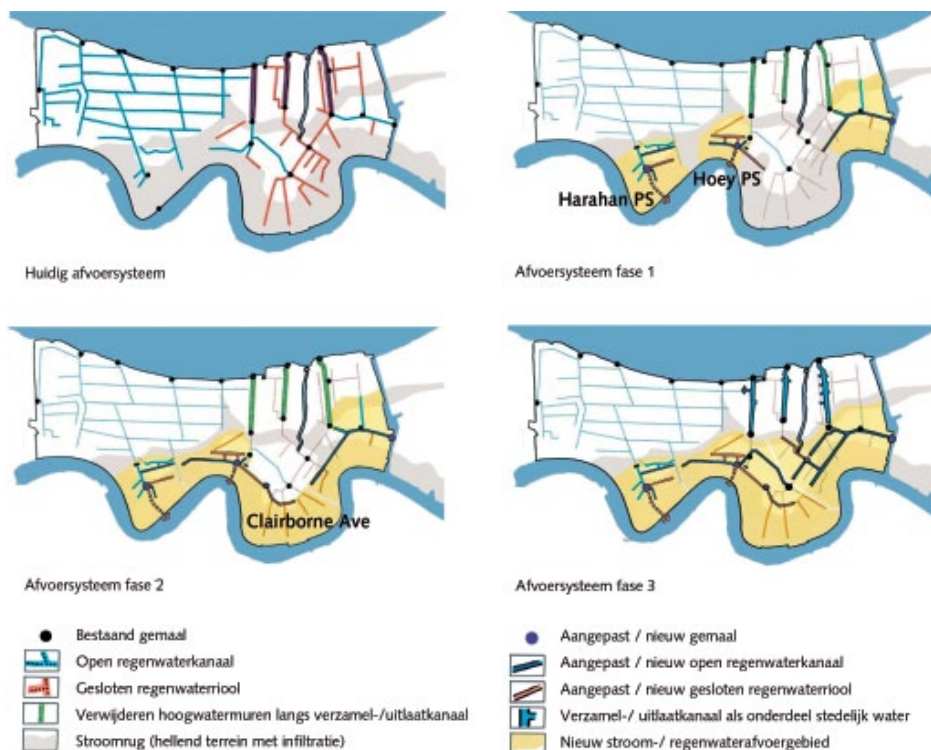 Harahan PS
Hoey PS
Huidig afvoersysteem
Afvoersysteem fase 1
Clairborne Ave
Afvoersysteem fase 2
Afvoersysteem fase 3
Bestaand gemaal
Open regenwaterkanaal
Gesloten regenwaterriool
Verwijderen hoogwatermuren langs verzamel-/uitlaatkanaal
Stroomrug (hellend terrein met infiltratie)
Aangepast / nieuw gemaal
Aangepast / nieuw open regenwaterkanaal
Aangepast / nieuw gesloten regenwaterriool
Verzamel-/ uitlaatkanaal als onderdeel stedelijk water
Nieuw stroom-/ regenwaterafvoergebied